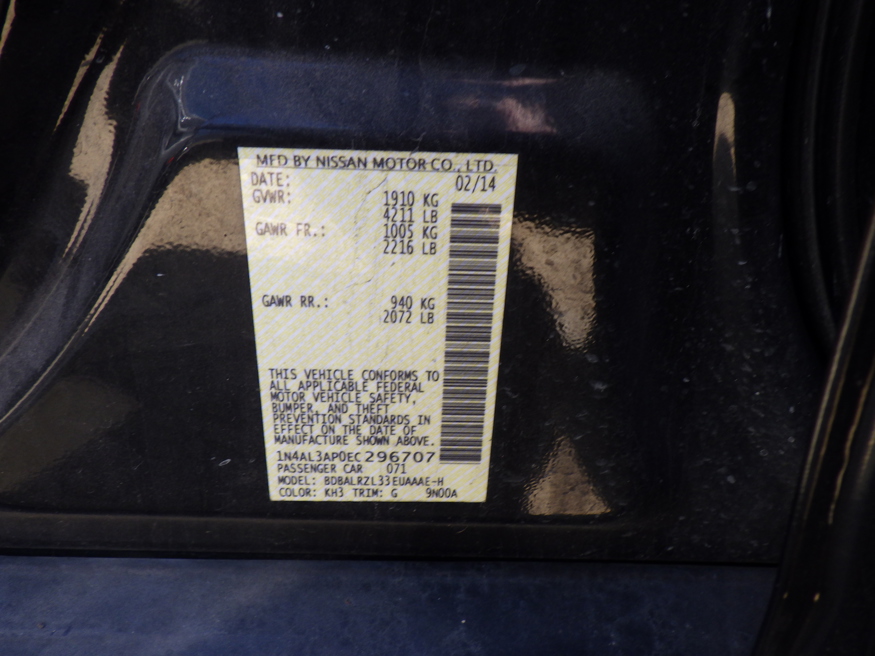 MFD BY NISSAN MOTOR CO., LTD.
DATE: 02/14
GVWR: 1910 KG
4211 LB
GAWR FR.: 1005 KG
2216 LB
GAWR RR.: 940 KG
2072 LB
THIS VEHICLE CONFORMS TO
ALL APPLICABLE FEDERAL
MOTOR VEHICLE SAFETY,
BUMPER, AND THEFT
PREVENTION STANDARDS IN
EFFECT ON THE DATE OF
MANUFACTURE SHOWN ABOVE.
1N4AL3AP0EC296707
PASSENGER CAR 071
MODEL: BDBALRZL33EUAAAE-H
COLOR: KH3 TRIM: G 9N00A